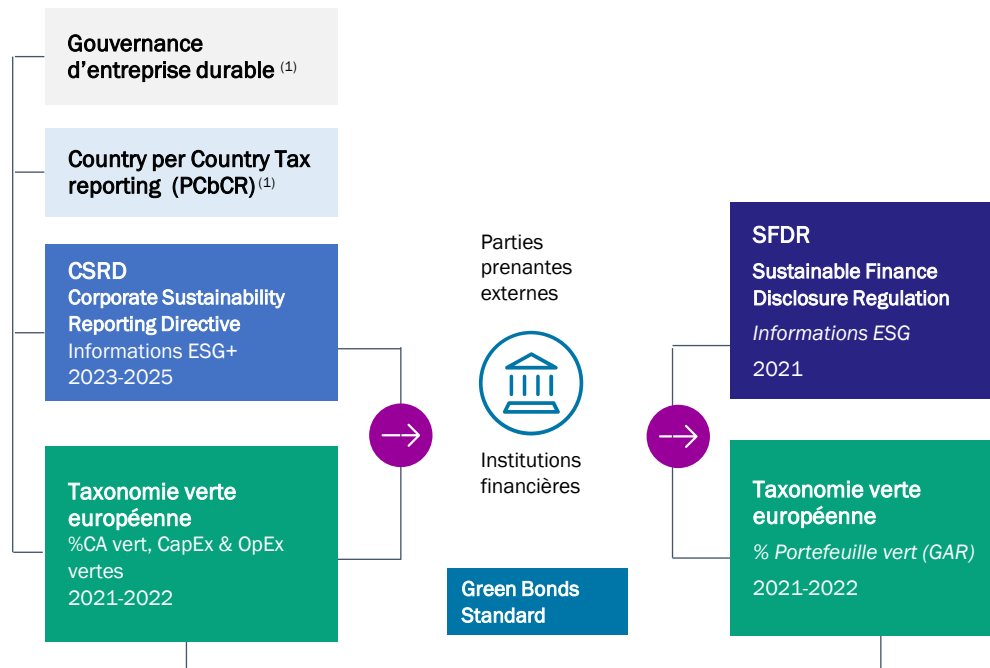 Gouvernance
d’entreprise durable (1)
Country per Country Tax
reporting (PCbCR) (1)
CSRD
Corporate Sustainability
Reporting Directive
Informations ESG+
2023-2025
Taxonomie verte
européenne
%CA vert, CapEx & OpEx
vertes
2021-2022
Parties
prenantes
externes
Institutions
financières
Green Bonds
Standard
SFDR
Sustainable Finance
Disclosure Regulation
Informations ESG
2021
Taxonomie verte
européenne
% Portefeuille vert (GAR)
2021-2022